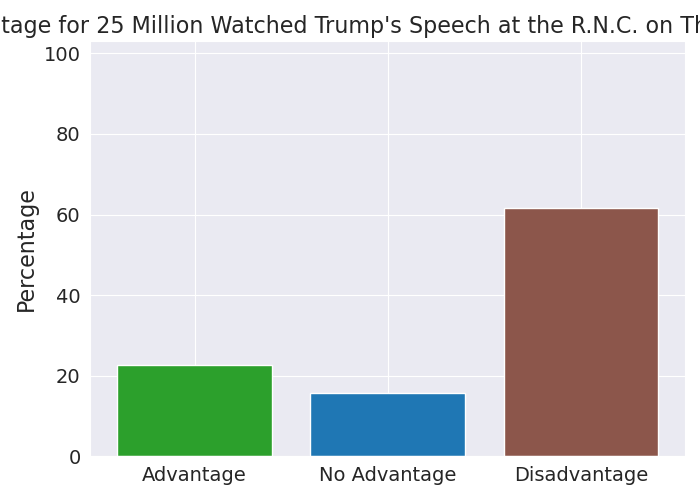 tage for 25 Million Watched Trump's Speech at the R.N.C. on Th
100
80
60
40
20
0
Percentage
Advantage No Advantage Disadvantage